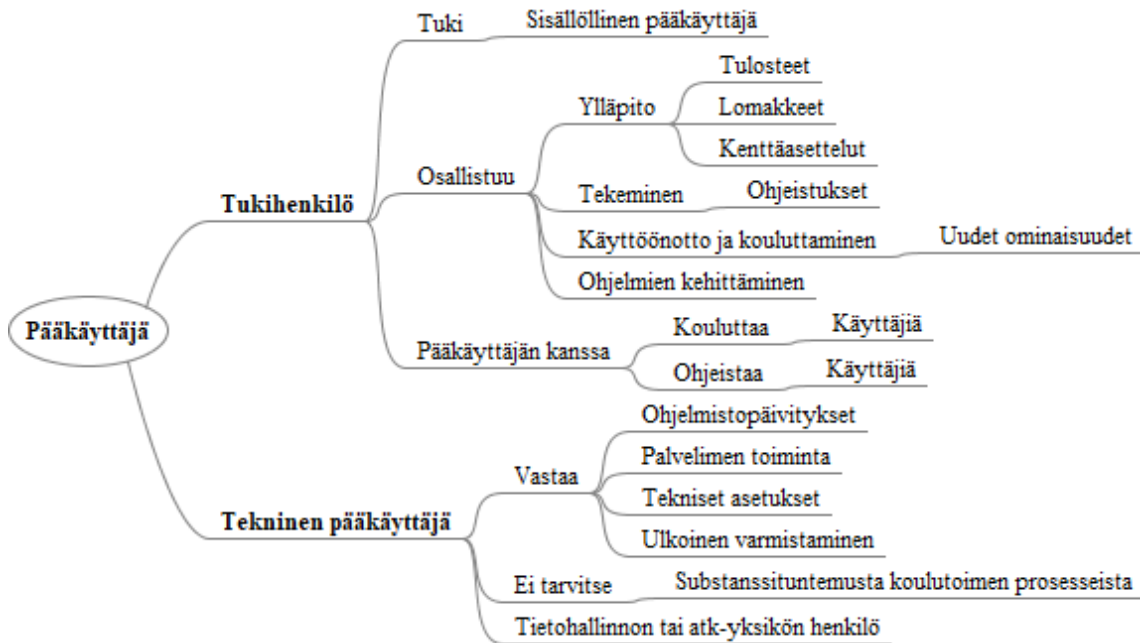 Pääkäyttäjä
Tukihenkilö
Tuki
Sisällöllinen pääkäyttäjä
Osallistuu
Ylläpito
Tulosteet
Lomakkeet
Kenttäasettelut
Tekeminen
Ohjeistukset
Käyttöönotto ja kouluttaminen
Uudet ominaisuudet
Ohjelmien kehittäminen
Pääkäyttäjän kanssa
Kouluttaa
Käyttäjiä
Ohjeistaa
Käyttäjiä
Tekninen pääkäyttäjä
Vastaa
Ohjelmistopäivitykset
Palvelimen toiminta
Tekniset asetukset
Ulkoinen varmistaminen
Ei tarvitse
Substanssituntemusta koulutoimen prosesseista
Tietohallinnon tai atk-yksikön henkilö